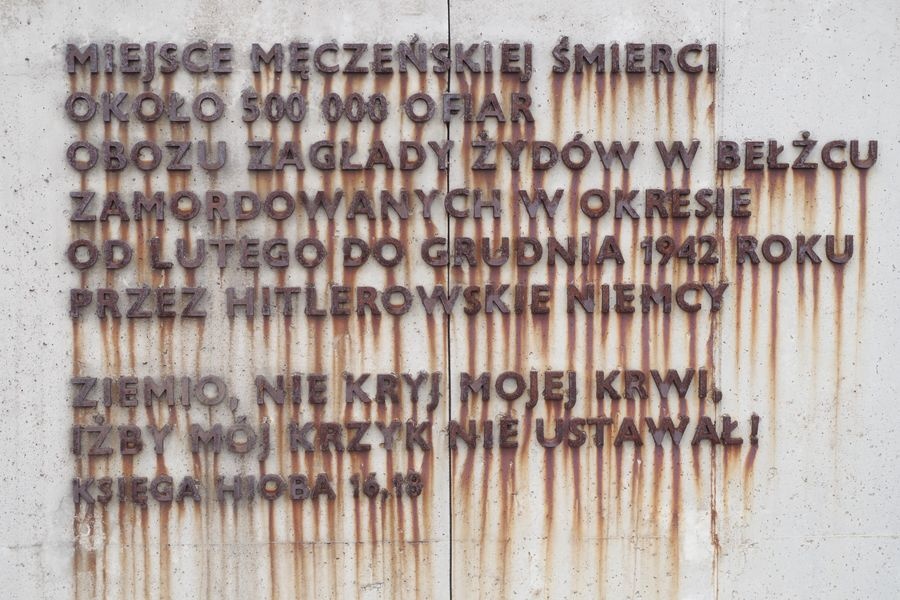 MIEJSCE MĘCZEŃSKIEJ ŚMIERCI
OKOŁO 500 000 OFIAR
OBOZU ZAGŁADY ŻYDÓW W BEŁŻCU
ZAMORDOWANYCH W OKRESIE
OD LUTEGO DO GRUDNIA 1942 ROKU
PRZEZ HITLEROWSKIE NIEMCY
ZIEMIO, NIE KRYJ MOJEJ KRWI,
IŻBY MÓJ KRZYK NIE USTAWAŁ!
KSIĘGA HIOBA 16,18